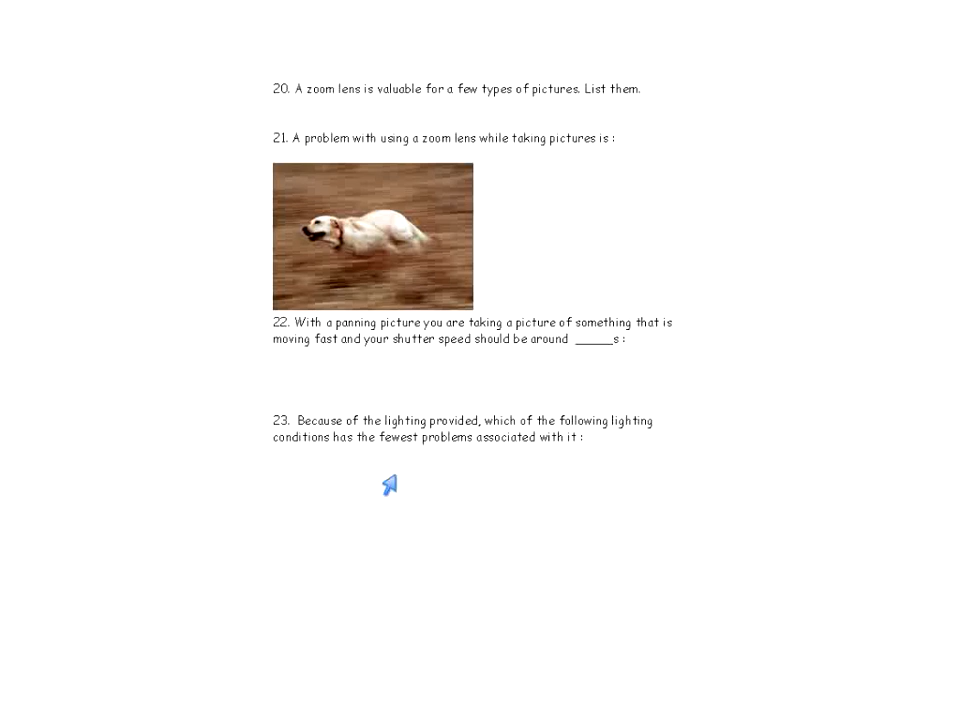 20. A zoom lens is valuable for a few types of pictures. List them.
21. A problem with using a zoom lens while taking pictures is :
22. With a panning picture you are taking a picture of something that is
moving fast and your shutter speed should be around _____s :
23. Because of the lighting provided, which of the following lighting
conditions has the fewest problems associated with it :